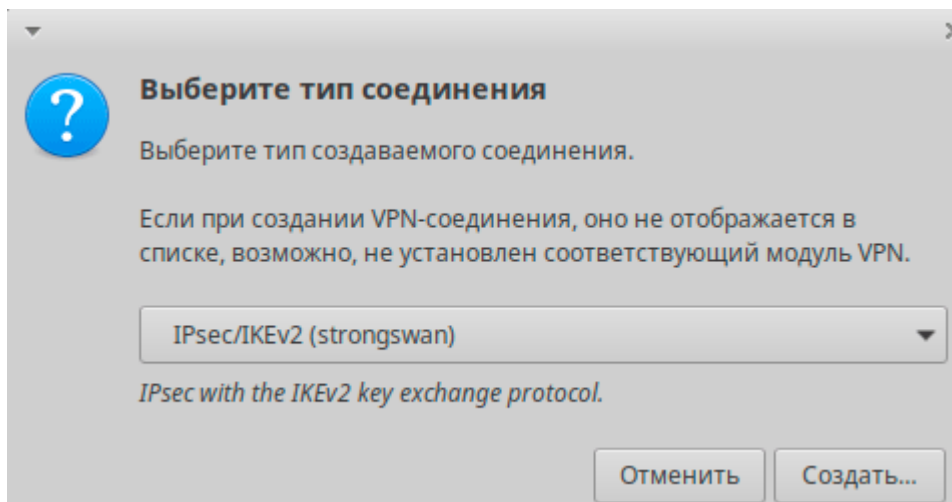 Выберите тип соединения
Выберите тип создаваемого соединения.
Если при создании VPN-соединения, оно не отображается в
списке, возможно, не установлен соответствующий модуль VPN.
IPsec/IKEv2 (strongswan)
IPsec with the IKEv2 key exchange protocol.
Отменить
Создать...